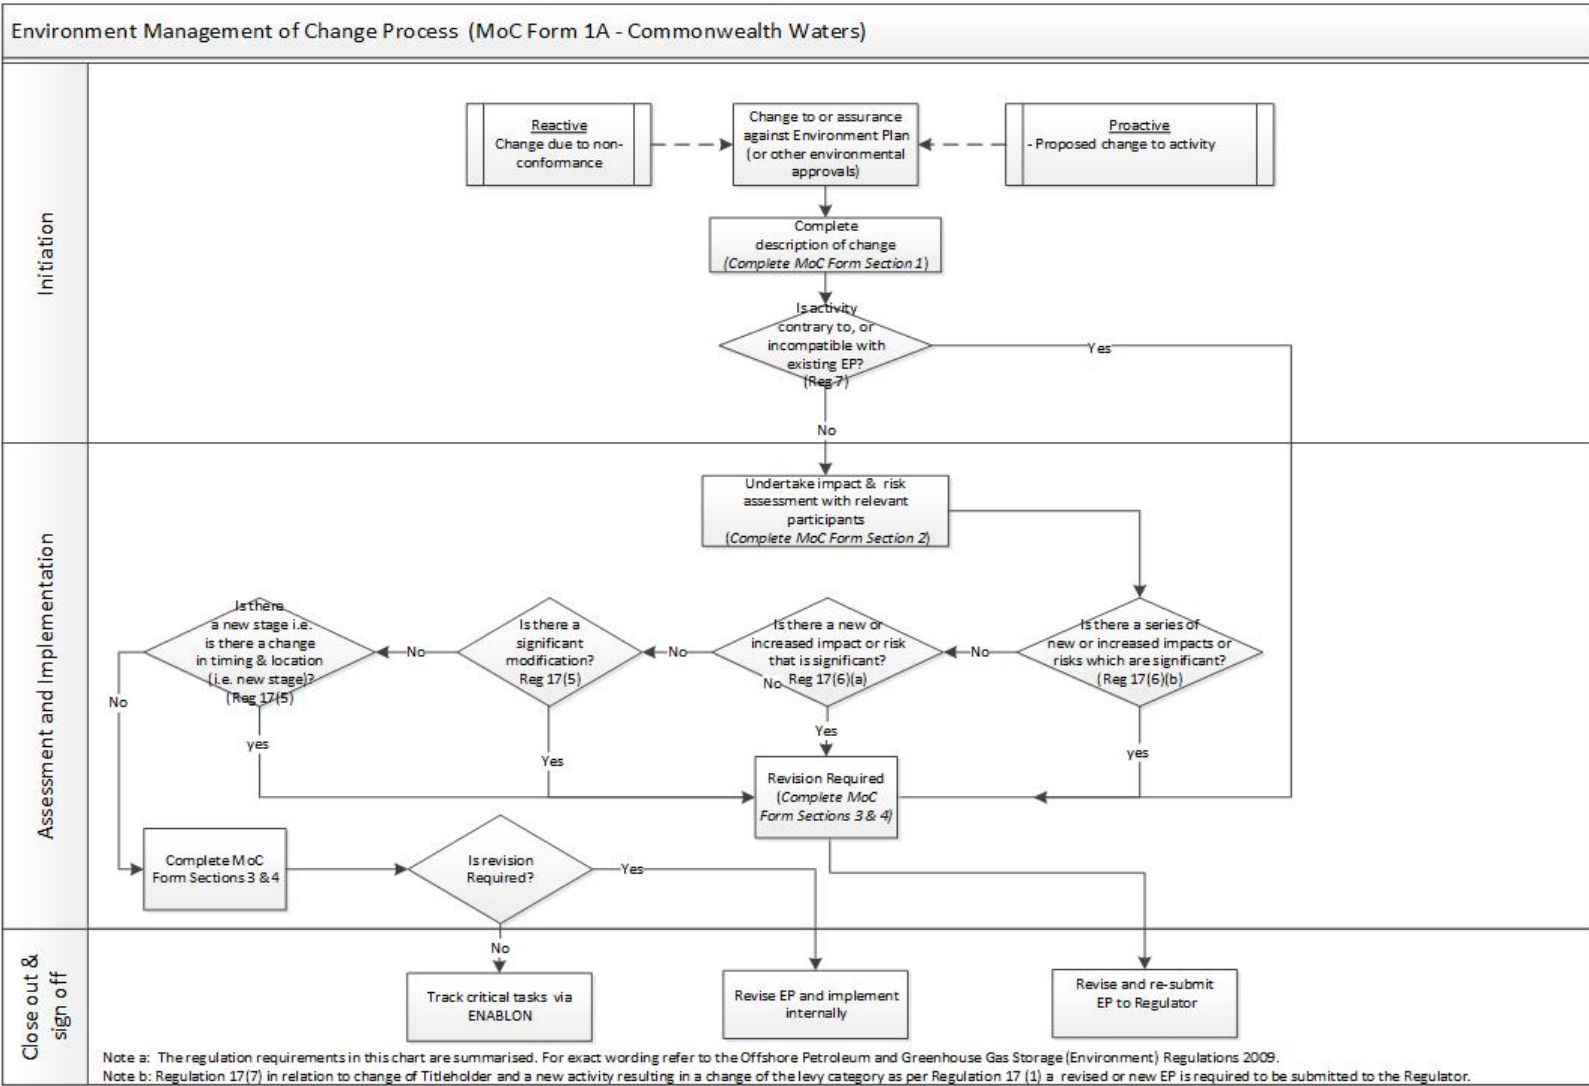 Environment Management of Change Process (MoC Form 1A - Commonwealth Waters)
Initiation
Reactive
Change due to non-
conformance
Change to or assurance
against Environment Plan
(or other environmental
approvals)
Proactive
- Proposed change to activity
Complete
description of change
(Complete MoC Form Section 1)
Is activity
contrary to, or
incompatible with
existing EP?
(Reg 7)
Yes
No
Assessment and Implementation
Undertake impact & risk
assessment with relevant
participants
(Complete MoC Form Section 2)
Is there
a new stage i.e.
is there a change
in timing & location
(i.e. new stage)?
(Reg 17(5)
No
Is there a
significant
modification?
Reg 17(5)
No
Is there a new or
increased impact or risk
that is significant?
No Reg 17(6)(a)
No
Is there a series of
new or increased impacts or
risks which are significant?
(Reg 17(6)(b)
No
yes
Yes
Yes
yes
Revision Required
(Complete MoC
Form Sections 3 & 4)
Complete MoC
Form Sections 3 & 4
Is revision
Required?
Yes
No
Close out &
sign off
Track critical tasks via
ENABLON
Revise EP and implement
internally
Revise and re-submit
EP to Regulator
Note a: The regulation requirements in this chart are summarised. For exact wording refer to the Offshore Petroleum and Greenhouse Gas Storage (Environment) Regulations 2009.
Note b: Regulation 17(7) in relation to change of Titleholder and a new activity resulting in a change of the levy category as per Regulation 17 (1) a revised or new EP is required to be submitted to the Regulator.